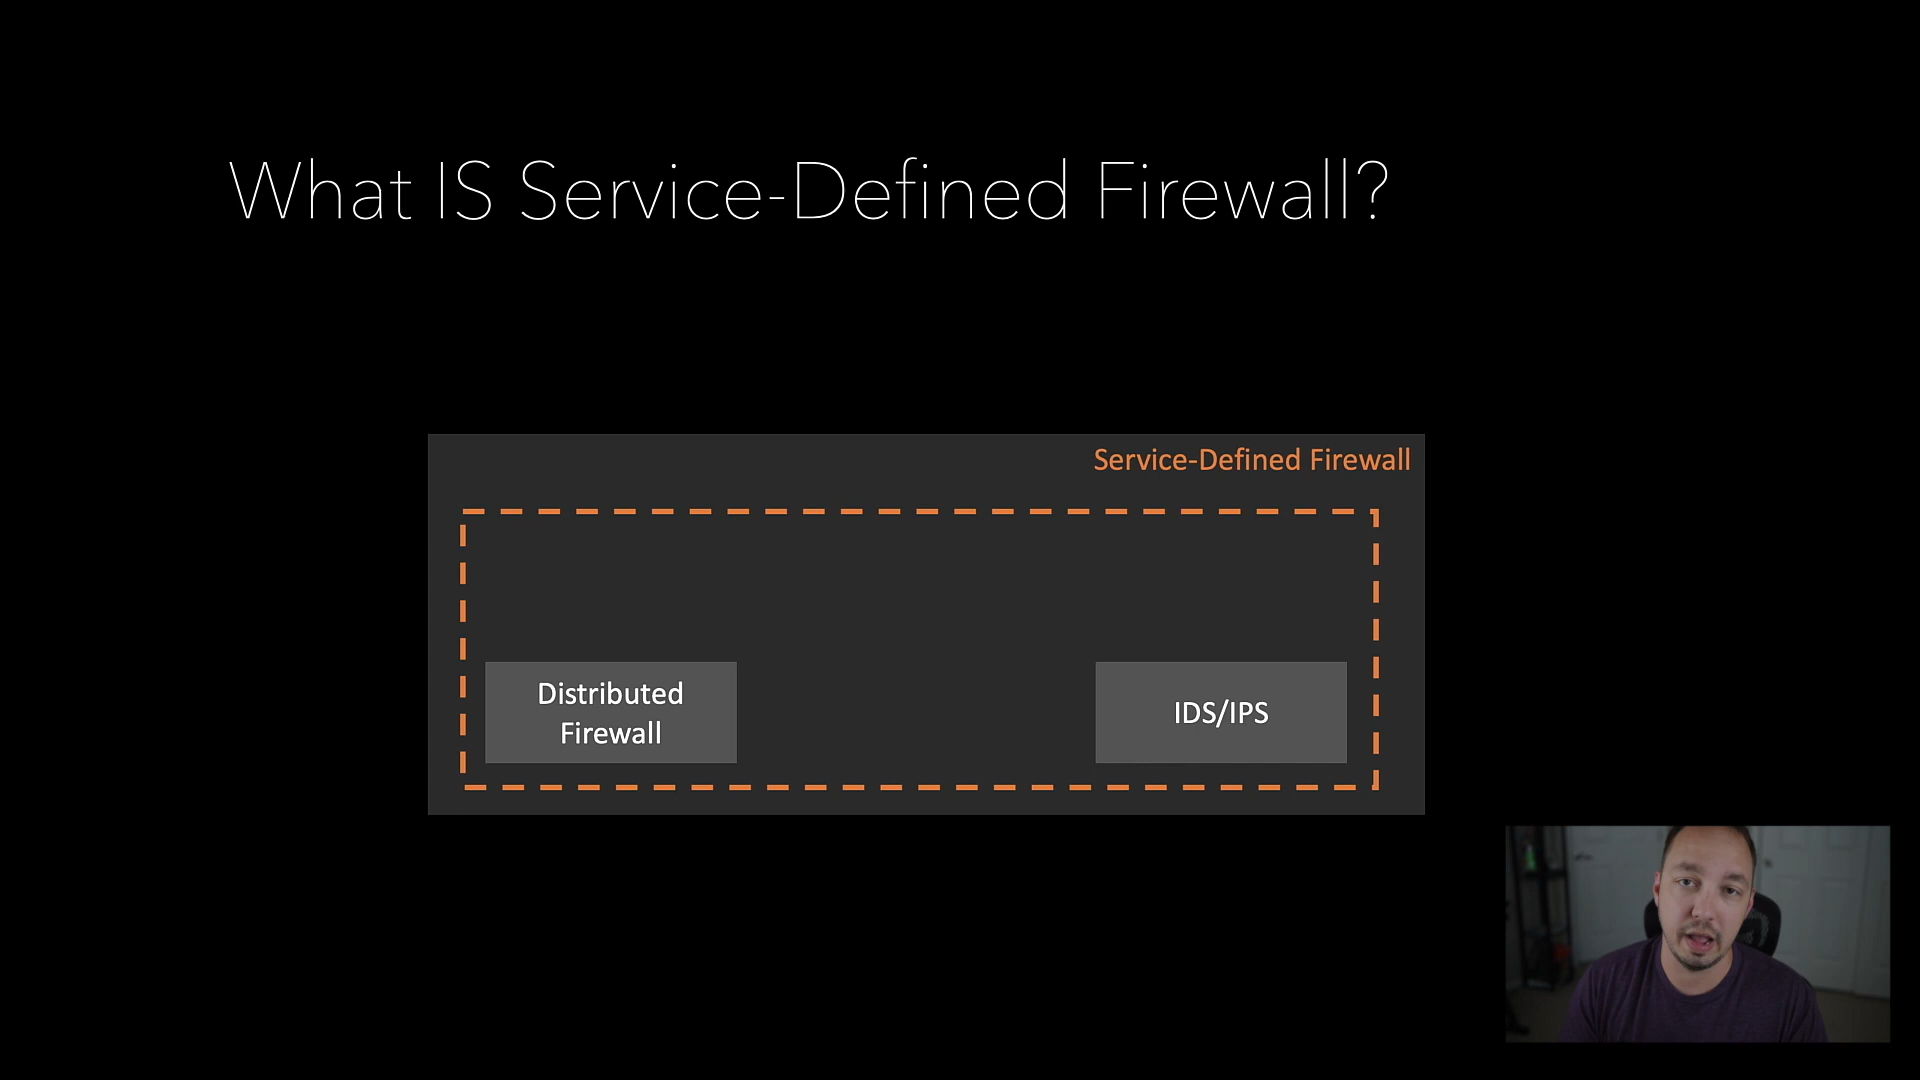 What IS Service-Defined Firewall?
Service-Defined Firewall
Distributed
Firewall
IDS/IPS